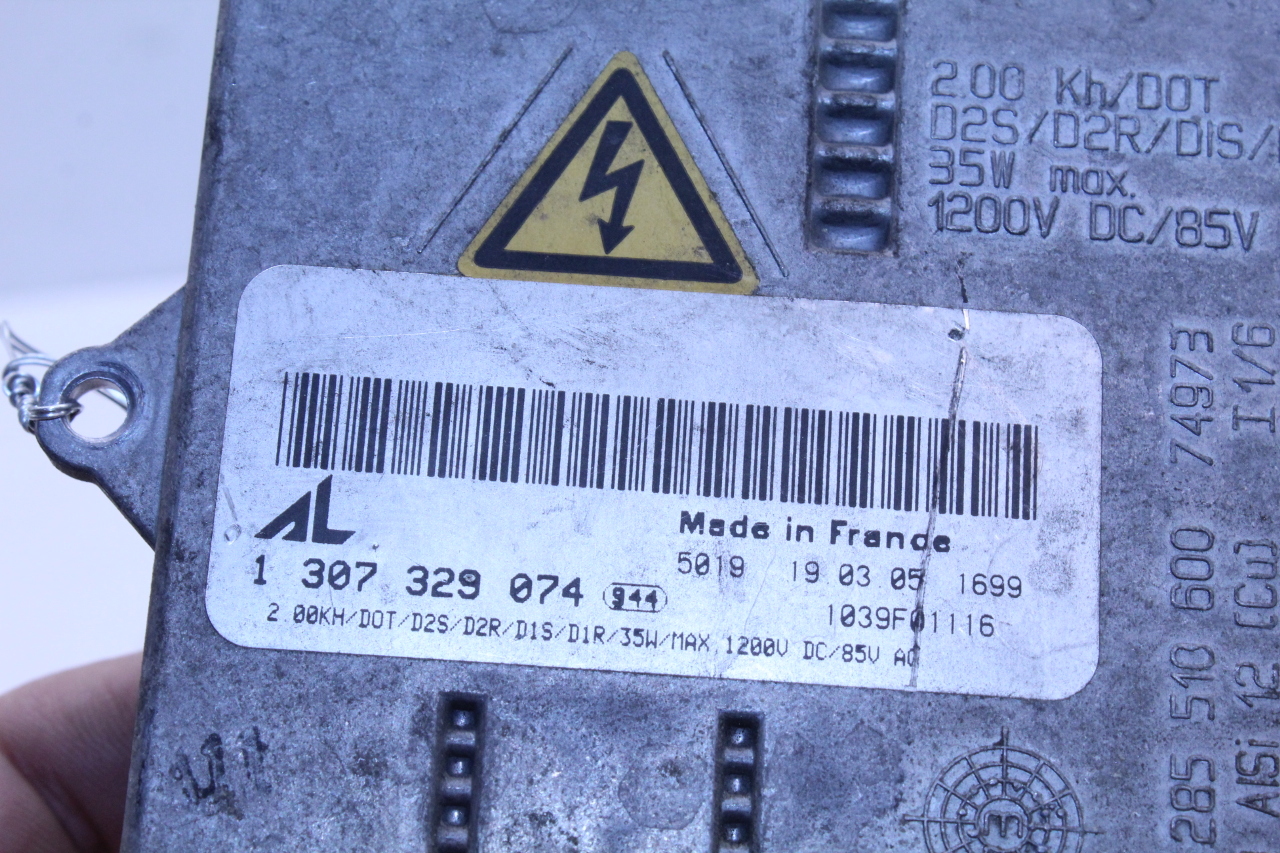 2.00 Kh/DOT
D2S/D2R/D1S/
35W max.
1200V DC/85V
AL
Made in France
5019 19 03 05 1699
1 307 329 074 944
1039F01116
2.00KH/DOT/D2S/D2R/D1S/D1R/35W/MAX 1200V DC/85V AC
285 510 600 74973
AlSi 12 (Cu) I1/6